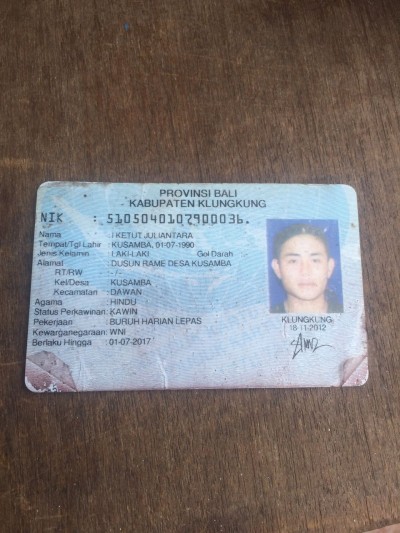 PROVINSI BALI
KABUPATEN KLUNGKUNG
NIK : 5105040107900036.
Nama : I KETUT JULIANTARA
Tempat/Tgl Lahir : KUSAMBA, 01-07-1990
Jenis Kelamin : LAKI-LAKI Gol Darah
Alamat : DUSUN RAME DESA KUSAMBA
RT/RW : -/-
Kel/Desa : KUSAMBA
Kecamatan : DAWAN
Agama : HINDU
Status Perkawinan: KAWIN
Pekerjaan : BURUH HARIAN LEPAS
Kewarganegaraan: WNI
Berlaku Hingga : 01-07-2017
KLUNGKUNG
18-11-2012